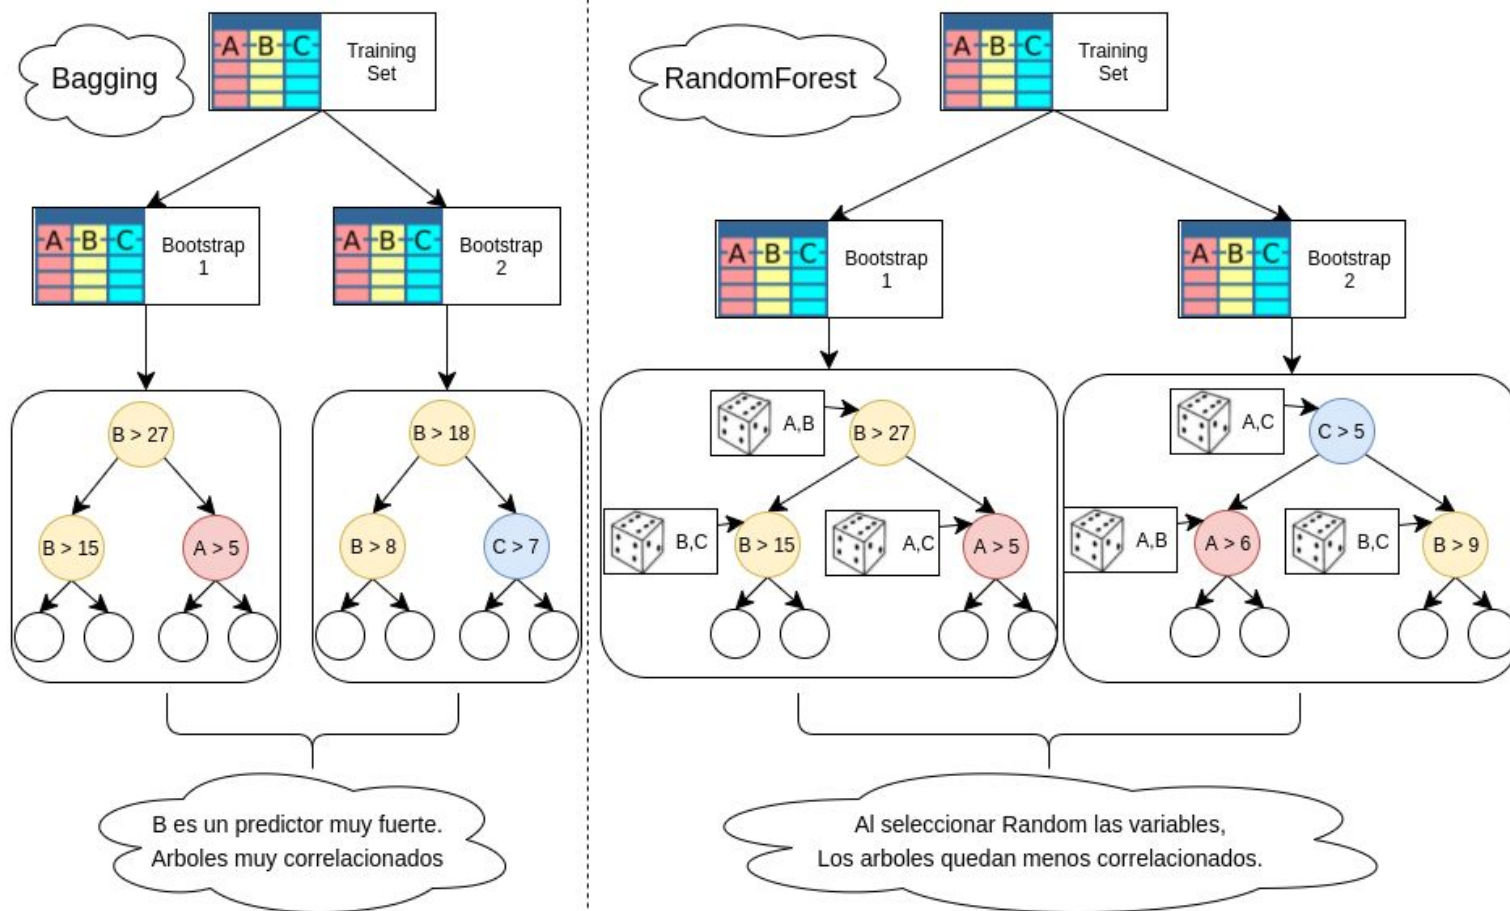 Bagging
A B C
Training
Set
A B C
Bootstrap
1
A B C
Bootstrap
2
B > 27
B > 15
A > 5
B > 18
B > 8
C > 7
B es un predictor muy fuerte.
Arboles muy correlacionados
RandomForest
A B C
Training
Set
A B C
Bootstrap
1
A B C
Bootstrap
2
A,B
B > 27
B,C
B > 15
A,C
A > 5
A,C
C > 5
A,B
A > 6
B,C
B > 9
Al seleccionar Random las variables,
Los arboles quedan menos correlacionados.